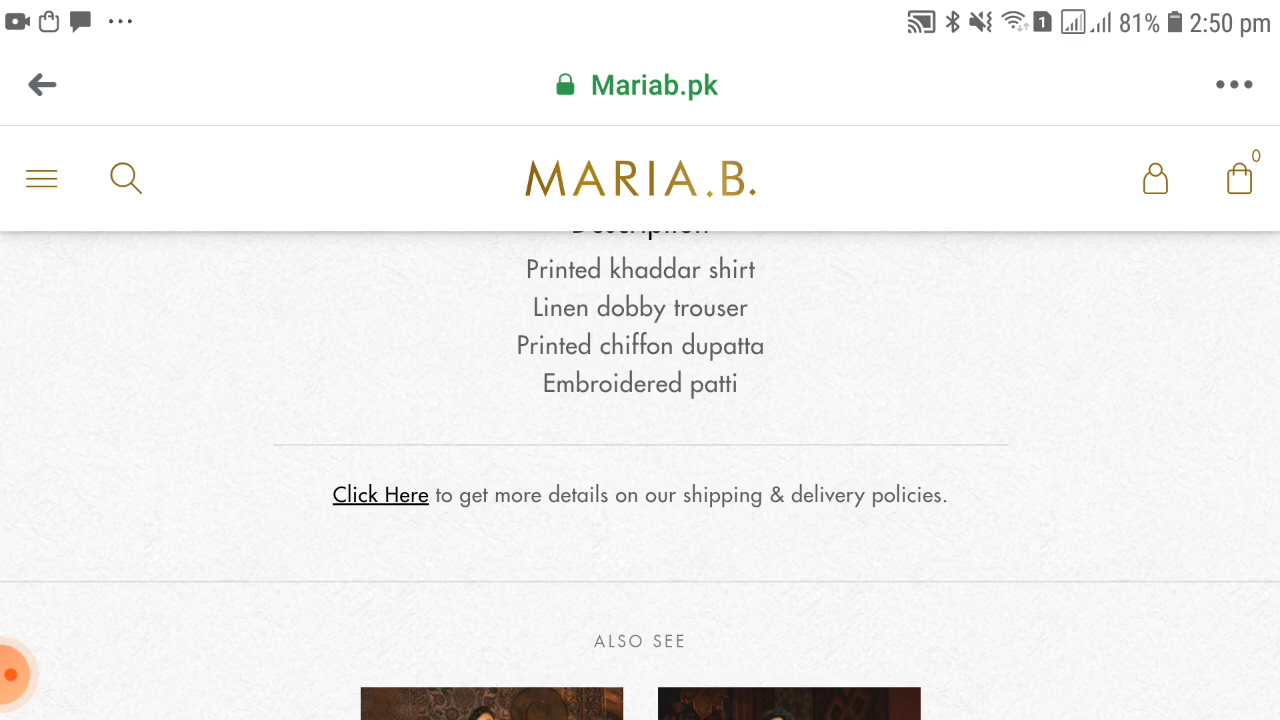 81% 2:50 pm
Mariab.pk
MARIA.B.
0
Description
Printed khaddar shirt
Linen dobby trouser
Printed chiffon dupatta
Embroidered patti
Click Here to get more details on our shipping & delivery policies.
ALSO SEE